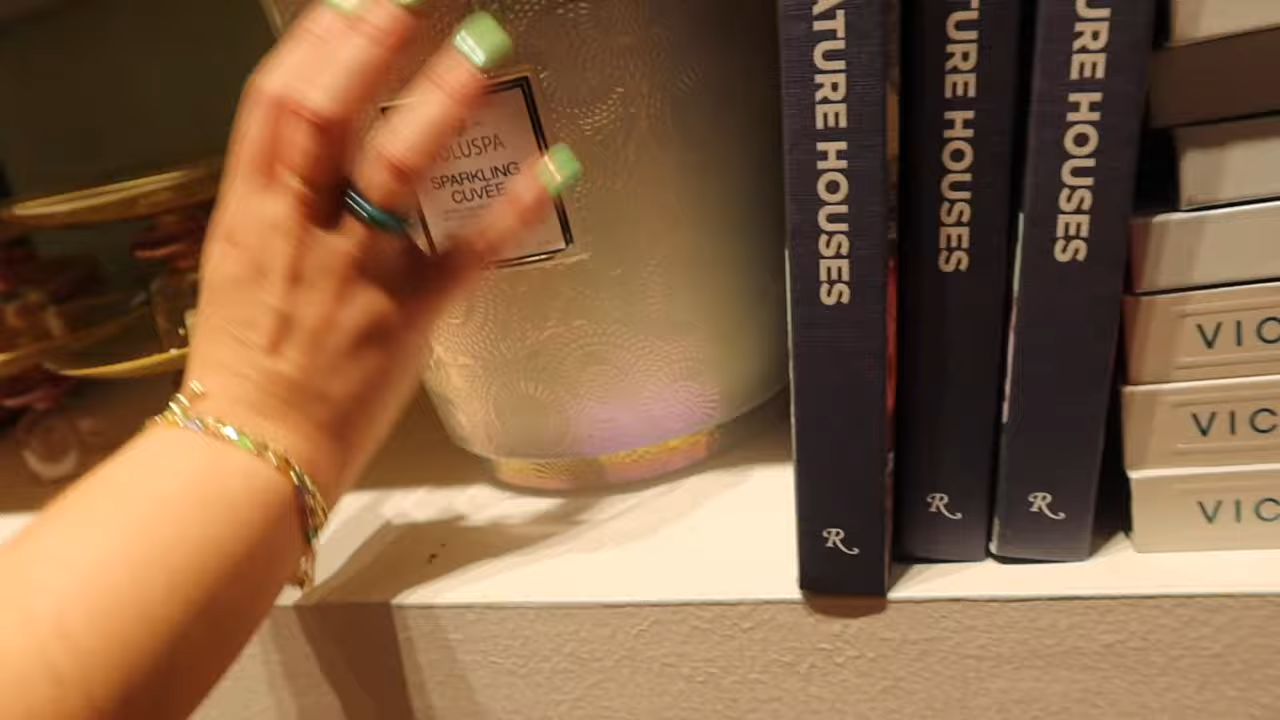 OLUSPA
SPARKLING
CUVÉE
ATURE HOUSES
R
TURE HOUSES
R
URE HOUSES
R
VIC
VIC
VIC